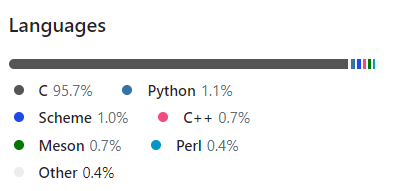 Languages
C 95.7% Python 1.1%
Scheme 1.0% C++ 0.7%
Meson 0.7% Perl 0.4%
Other 0.4%